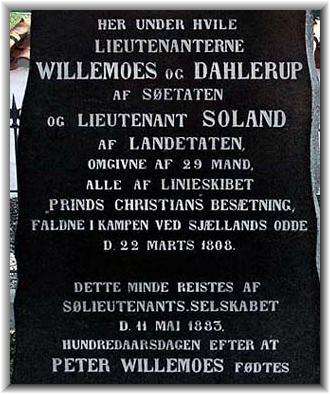 HER UNDER HVILE
LIEUTENANTERNE
WILLEMOES OG DAHLERUP
AF SØETATEN
OG LIEUTENANT SOLAND
AF LANDETATEN,
OMGIVNE AF 29 MAND,
ALLE AF LINIESKIBET
PRINDS CHRISTIANS BESÆTNING,
FALDNE I KAMPEN VED SJÆLLANDS ODDE
D. 22 MARTS 1808.
DETTE MINDE REISTES AF
SØLIEUTENANTS.SELSKABET
D. 11 MAI 1883,
HUNDREDAARSDAGEN EFTER AT
PETER WILLEMOES FØDTES